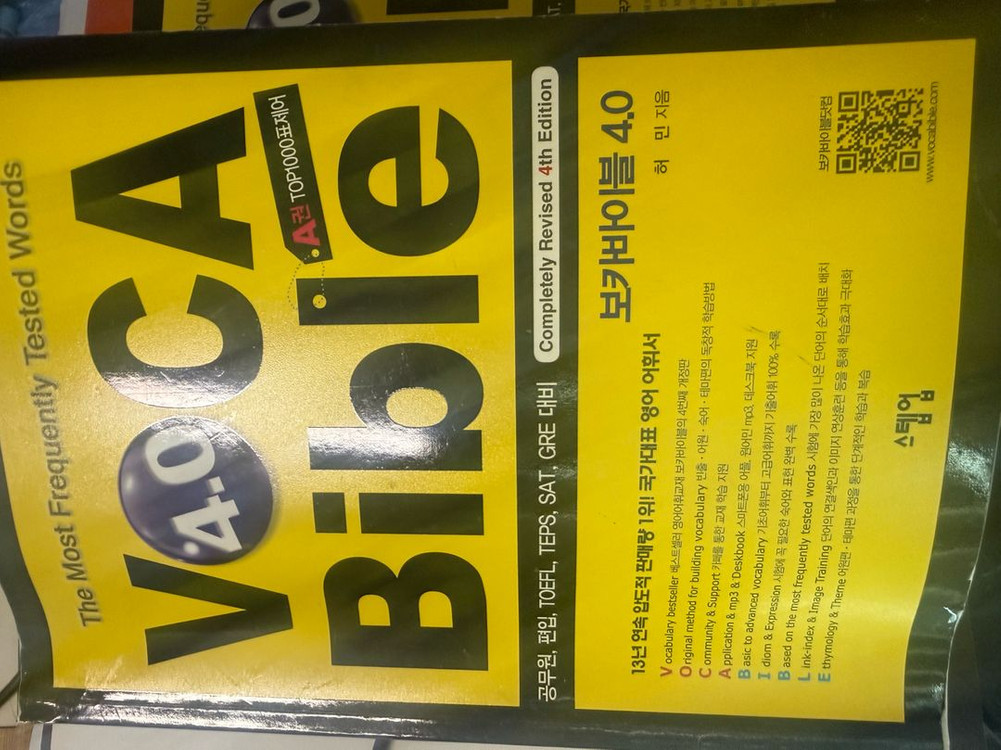 The Most Frequently Tested Words
VOCA
4.0
A권 TOP1000표제어
Bible
공무원, 편입, TOEFL, TEPS, SAT, GRE 대비
Completely Revised 4th Edition
보카바이블 4.0
허 민 지음
13년 연속 압도적 판매량 1위! 국가대표 영어 어휘서
Vocabulary bestseller 베스트셀러 영어어휘교재 보카바이블의 4번째 개정판
Original method for building vocabulary 빈출·어원·숙어·테마편의 독창적 학습방법
Community & Support 카페를 통한 교재 학습 지원
Application & mp3 & Deskbook 스마트폰용 어플, 원어민 mp3, 데스크북 지원
Basic to advanced vocabulary 기초어휘부터 고급어휘까지 기출어휘 100% 수록
Idiom & Expression 시험에 꼭 필요한 숙어와 표현 완벽 수록
Based on the most frequently tested words 시험에 가장 많이 나온 단어의 순서대로 배치
Link-index & Image Training 단어의 연결색인과 이미지 연상훈련 등을 통해 학습효과 극대화
Ethymology & Theme 어원편·테마편 과정을 통한 단계적인 학습과 복습
보카바이블닷컴
www.vocabible.com
스텝업